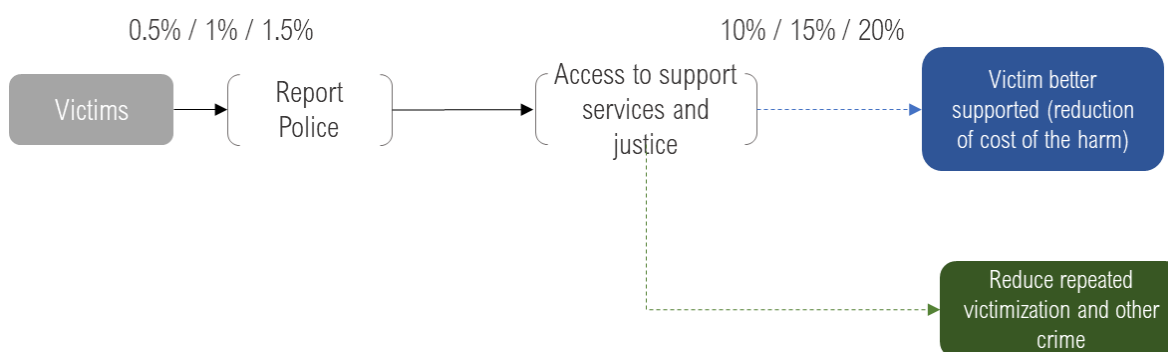 0.5% / 1% / 1.5%
10% / 15% / 20%
Victims
Report
Police
Access to support
services and
justice
Victim better
supported (reduction
of cost of the harm)
Reduce repeated
victimization and other
crime